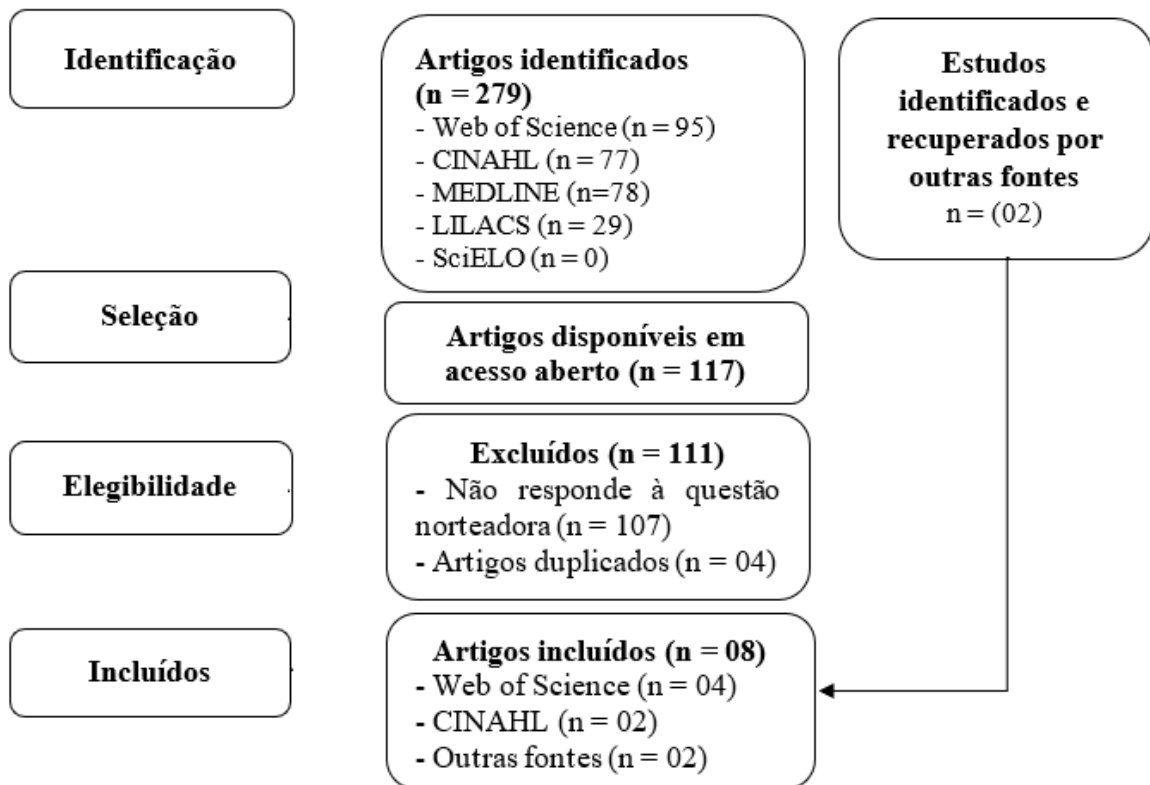 Identificação
Artigos identificados
(n = 279)
- Web of Science (n = 95)
- CINAHL (n = 77)
- MEDLINE (n=78)
- LILACS (n = 29)
- SciELO (n = 0)
Estudos
identificados e
recuperados por
outras fontes
n = (02)
Seleção
Artigos disponíveis em
acesso aberto (n = 117)
Elegibilidade
Excluídos (n = 111)
- Não responde à questão
norteadora (n = 107)
- Artigos duplicados (n = 04)
Incluídos
Artigos incluídos (n = 08)
- Web of Science (n = 04)
- CINAHL (n = 02)
- Outras fontes (n = 02)